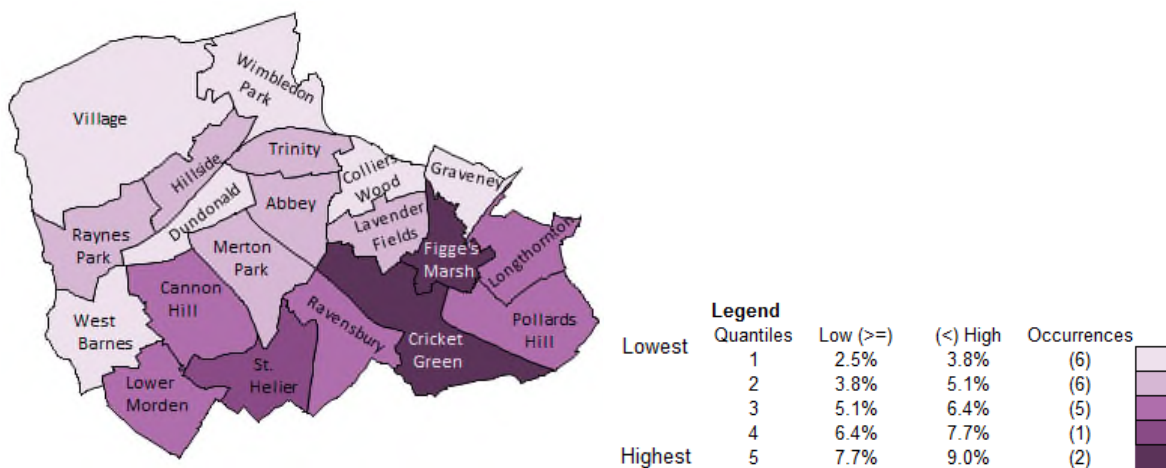 Wimbledon
Park
Village
Hillside
Trinity
Colliers
Wood
Graveney
Dundonald
Abbey
Lavender
Fields
Raynes
Park
Merton
Park
Figge's
Marsh
Longthornton
Cannon
Hill
Ravensbury
West
Barnes
Cricket
Green
Pollards
Hill
St.
Helier
Lower
Morden
Legend
Quantiles Low (>=) (<) High Occurrences
Lowest
1 2.5% 3.8% (6)
2 3.8% 5.1% (6)
3 5.1% 6.4% (5)
4 6.4% 7.7% (1)
Highest 5 7.7% 9.0% (2)